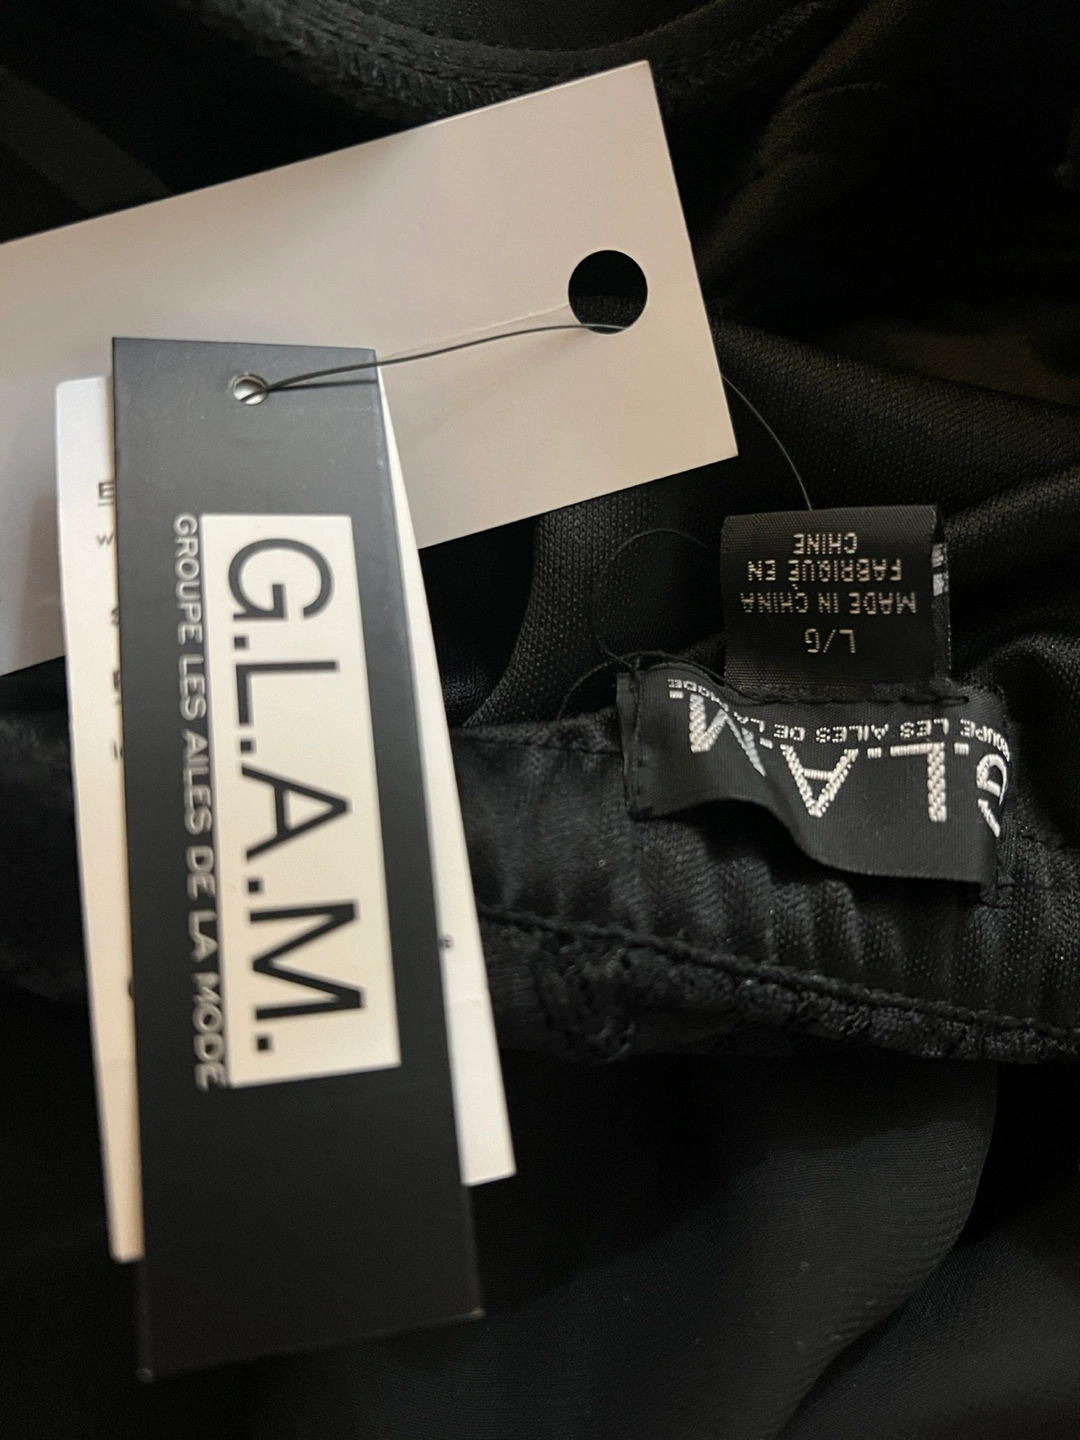 G.L.A.M.
GROUPE LES AILES DE LA MODE
L/G
MADE IN CHINA
FABRIQUÉ EN
CHINE
G.L.A.M.
GROUPE LES AILES DE LA MODE